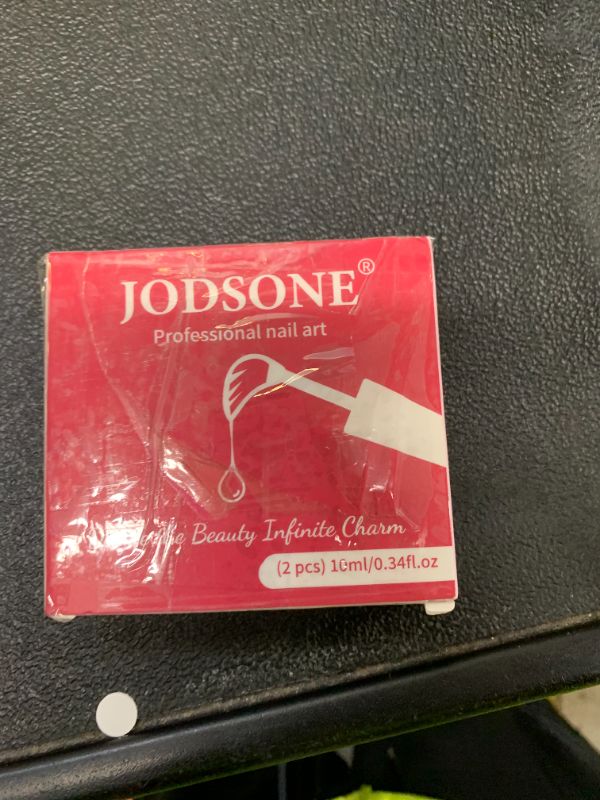 JODSONE®
Professional nail art
Beauty Infinite Charm
(2 pcs) 10ml/0.34fl.oz